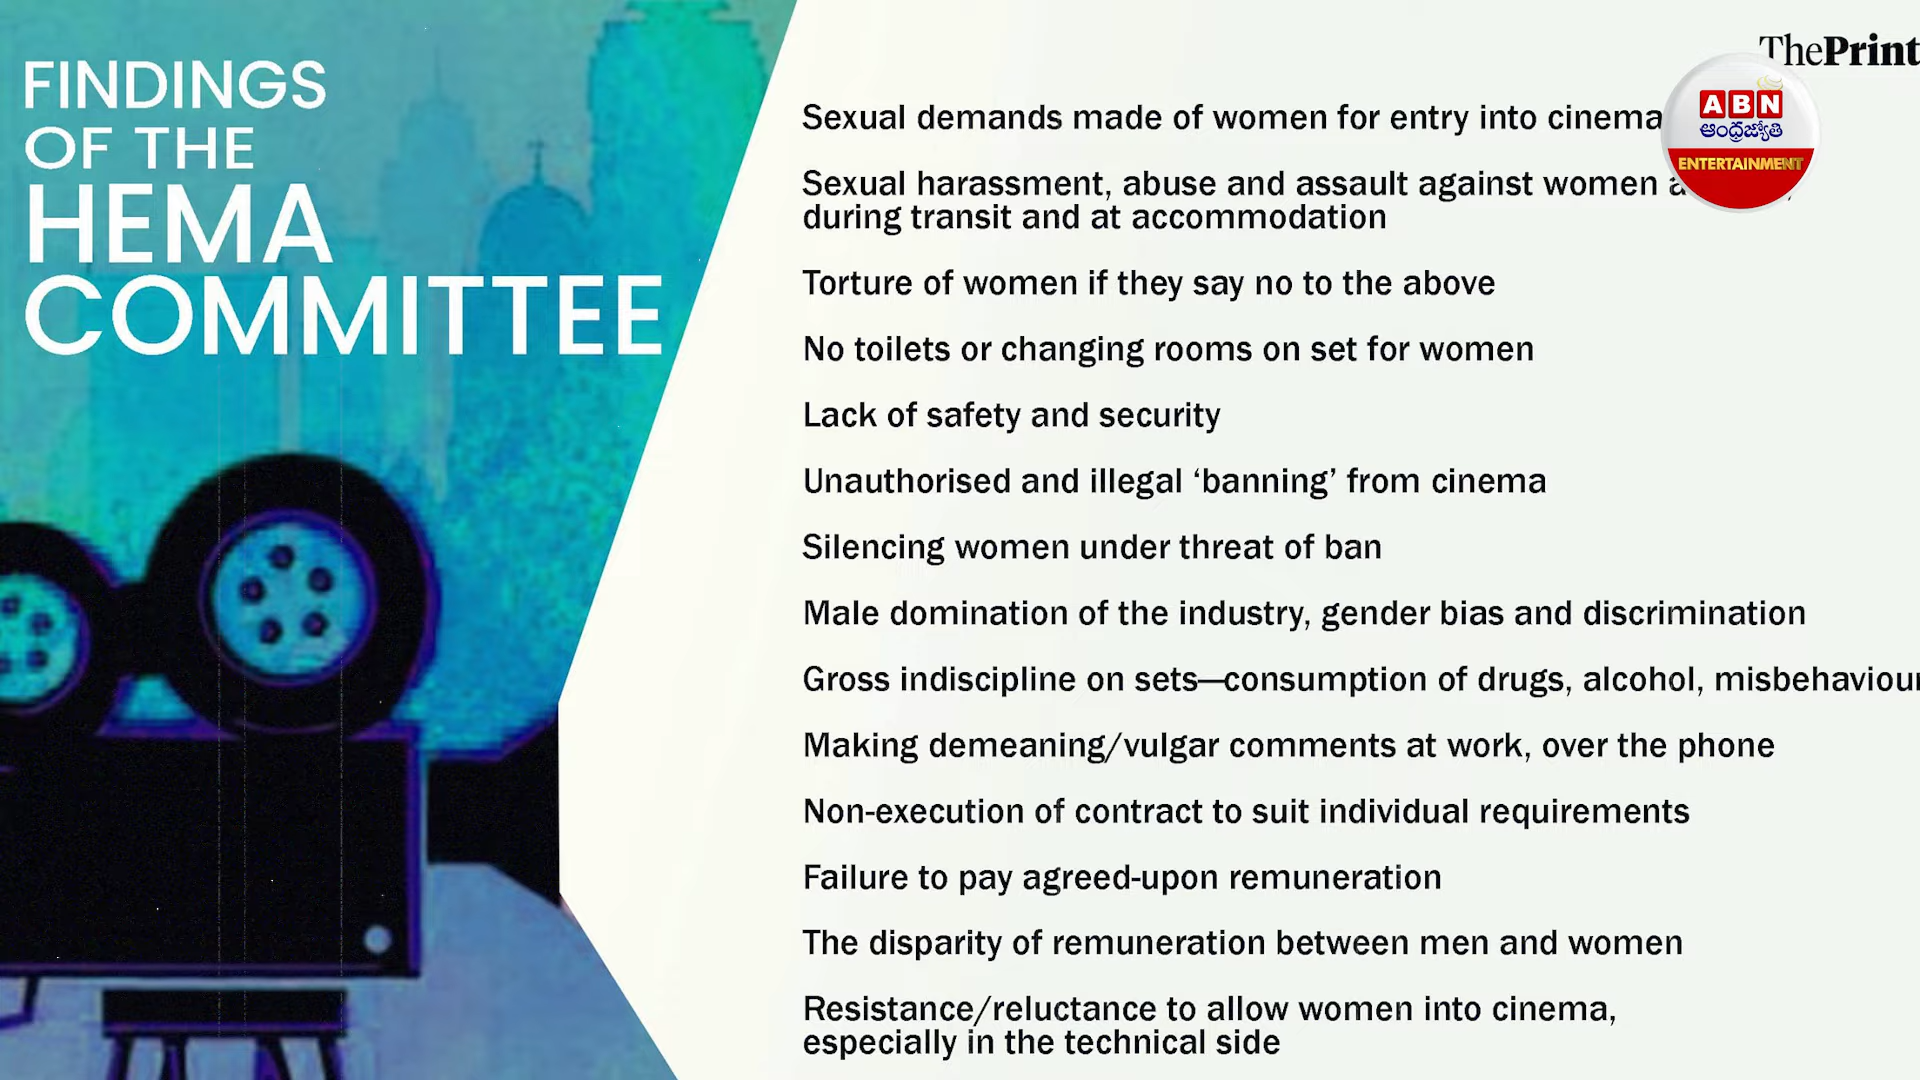 FINDINGS
OF THE
HEMA
COMMITTEE
ThePrint
ABN
ఆంధ్రజ్యోతి
ENTERTAINMENT
Sexual demands made of women for entry into cinema
Sexual harassment, abuse and assault against women
during transit and at accommodation
Torture of women if they say no to the above
No toilets or changing rooms on set for women
Lack of safety and security
Unauthorised and illegal ‘banning’ from cinema
Silencing women under threat of ban
Male domination of the industry, gender bias and discrimination
Gross indiscipline on sets—consumption of drugs, alcohol, misbehaviour
Making demeaning/vulgar comments at work, over the phone
Non-execution of contract to suit individual requirements
Failure to pay agreed-upon remuneration
The disparity of remuneration between men and women
Resistance/reluctance to allow women into cinema,
especially in the technical side